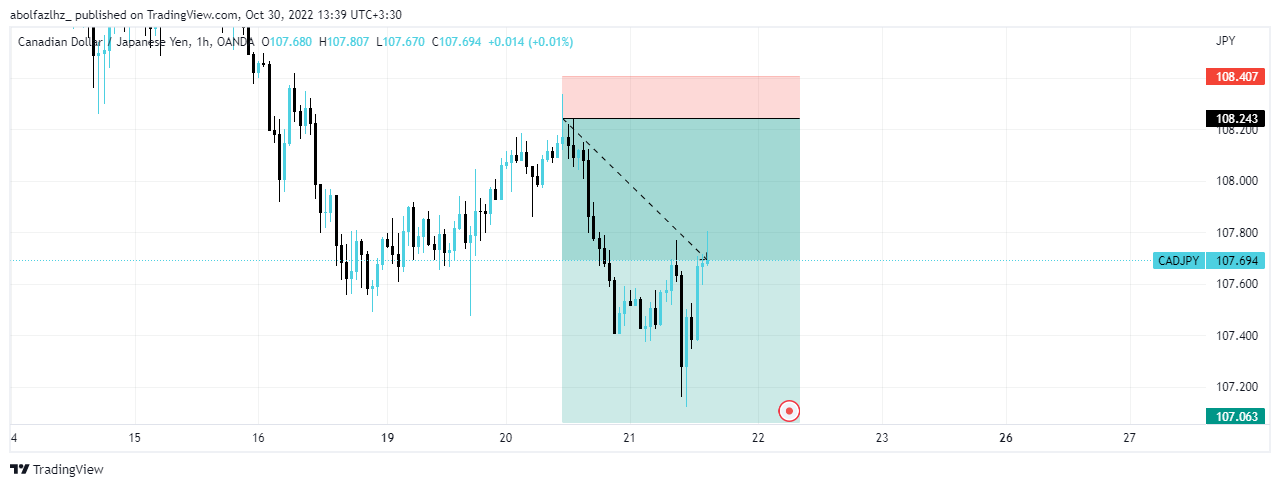 abolfazlhz_ published on TradingView.com, Oct 30, 2022 13:39 UTC+3:30
Canadian Dollar / Japanese Yen, 1h, OANDA O107.680 H107.807 L107.670 C107.694 +0.014 (+0.01%)
JPY
108.407
108.243
108.200
108.000
107.800
CADJPY 107.694
107.600
107.400
107.200
107.063
4 15 16 19 20 21 22 23 26 27
TradingView